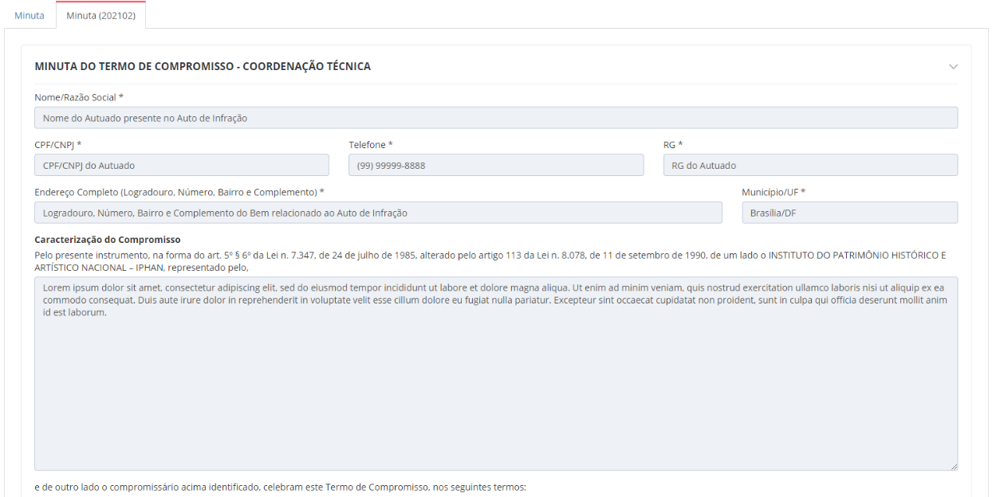 Minuta
Minuta (202102)
MINUTA DO TERMO DE COMPROMISSO - COORDENAÇÃO TÉCNICA
Nome/Razão Social *
Nome do Autuado presente no Auto de Infração
CPF/CNPJ *
Telefone *
RG *
CPF/CNPJ do Autuado
(99) 99999-8888
RG do Autuado
Endereço Completo (Logradouro, Número, Bairro e Complemento) *
Município/UF *
Logradouro, Número, Bairro e Complemento do Bem relacionado ao Auto de Infração
Brasília/DF
Caracterização do Compromisso
Pelo presente instrumento, na forma do art. 5º § 6º da Lei n. 7.347, de 24 de julho de 1985, alterado pelo artigo 113 da Lei n. 8.078, de 11 de setembro de 1990, de um lado o INSTITUTO DO PATRIMÔNIO HISTÓRICO E
ARTÍSTICO NACIONAL – IPHAN, representado pelo,
Lorem ipsum dolor sit amet, consectetur adipiscing elit, sed do eiusmod tempor incididunt ut labore et dolore magna aliqua. Ut enim ad minim veniam, quis nostrud exercitation ullamco laboris nisi ut aliquip ex ea
commodo consequat. Duis aute irure dolor in reprehenderit in voluptate velit esse cillum dolore eu fugiat nulla pariatur. Excepteur sint occaecat cupidatat non proident, sunt in culpa qui officia deserunt mollit anim
id est laborum.
e de outro lado o compromissário acima identificado, celebram este Termo de Compromisso, nos seguintes termos: